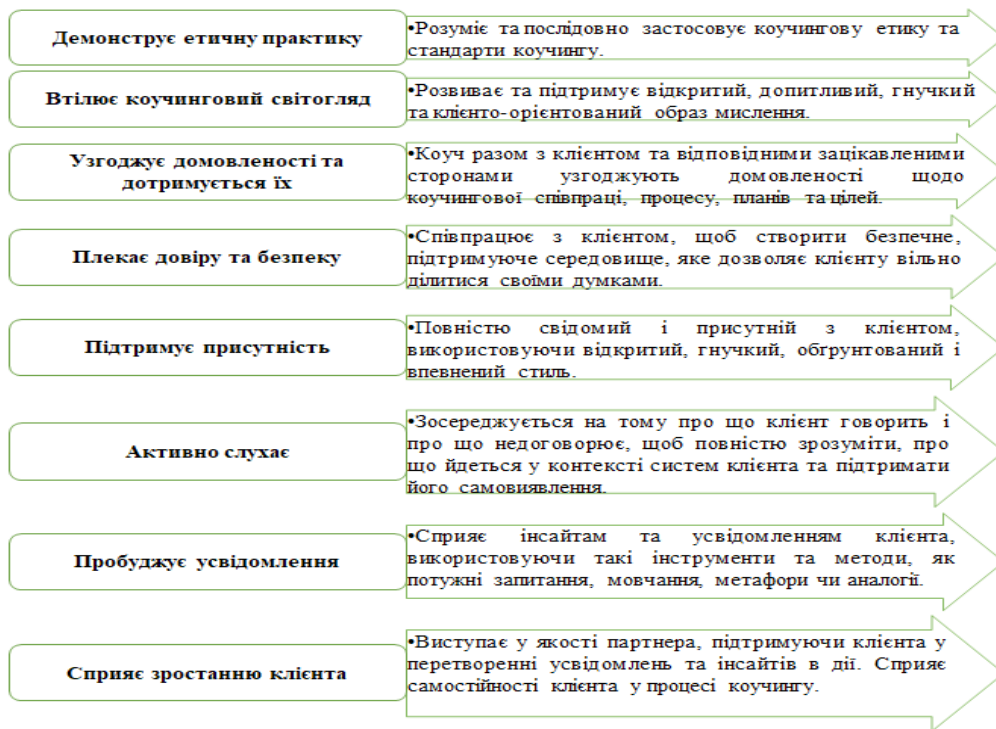 Демонструє етичну практику
•Розуміє та послідовно застосовує коучингову етику та
стандарти коучингу.
Втілює коучинговий світогляд
•Розвиває та підтримує відкритий, допитливий, гнучкий
та клієнто-орієнтований образ мислення.
Узгоджує домовленості та
дотримується їх
•Коуч разом з клієнтом та відповідними зацікавленими
сторонами узгоджують домовленості щодо
коучингової співпраці, процесу, планів та цілей.
Плекає довіру та безпеку
•Співпрацює з клієнтом, щоб створити безпечне,
підтримуюче середовище, яке дозволяє клієнту вільно
ділитися своїми думками.
Підтримує присутність
•Повністю свідомий і присутній з клієнтом,
використовуючи відкритий, гнучкий, обґрунтований і
впевнений стиль.
Активно слухає
•Зосереджується на тому про що клієнт говорить і
про що недоговорює, щоб повністю зрозуміти, про
що йдеться у контексті систем клієнта та підтримати
його самовиявлення.
Пробуджує усвідомлення
•Сприяє інсайтам та усвідомленням клієнта,
використовуючи такі інструменти та методи, як
потужні запитання, мовчання, метафори чи аналогії.
Сприяє зростанню клієнта
•Виступає у якості партнера, підтримуючи клієнта у
перетворенні усвідомлень та інсайтів в дії. Сприяє
самостійності клієнта у процесі коучингу.